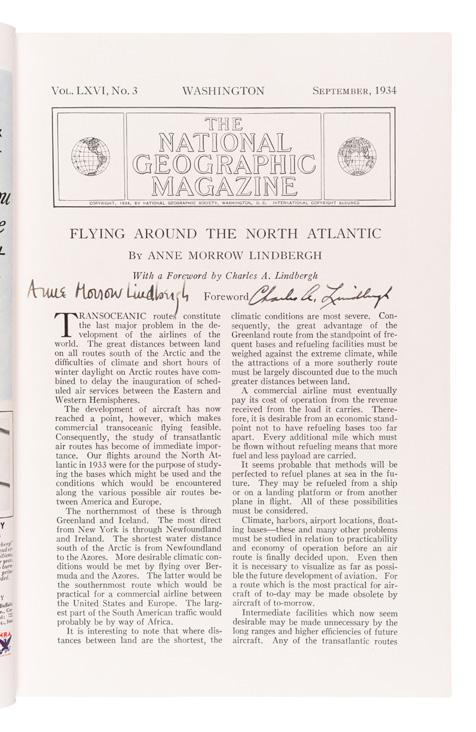 VOL. LXVI, No. 3 WASHINGTON SEPTEMBER, 1934
THE
NATIONAL
GEOGRAPHIC
MAGAZINE
COPYRIGHT, 1934, BY NATIONAL GEOGRAPHIC SOCIETY, WASHINGTON, D. C. INTERNATIONAL COPYRIGHT SECURED
FLYING AROUND THE NORTH ATLANTIC
BY ANNE MORROW LINDBERGH
With a Foreword by Charles A. Lindbergh
Anne Morrow Lindbergh Foreword Charles A. Lindbergh
TRANSOCEANIC routes constitute
the last major problem in the de-
velopment of the airlines of the
world. The great distances between land
on all routes south of the Arctic and the
difficulties of climate and short hours of
winter daylight on Arctic routes have com-
bined to delay the inauguration of sched-
uled air services between the Eastern and
Western Hemispheres.
The development of aircraft has now
reached a point, however, which makes
commercial transoceanic flying feasible.
Consequently, the study of transatlantic
air routes has become of immediate impor-
tance. Our flights around the North At-
lantic in 1933 were for the purpose of study-
ing the bases which might be used and the
conditions which would be encountered
along the various possible air routes be-
tween America and Europe.
The northernmost of these is through
Greenland and Iceland. The most direct
from New York is through Newfoundland
and Ireland. The shortest water distance
south of the Arctic is from Newfoundland
to the Azores. More desirable climatic con-
ditions would be met by flying over Ber-
muda and the Azores. The latter would be
the southernmost route which would be
practical for a commercial airline between
the United States and Europe. The larg-
est part of the South American traffic would
probably be by way of Africa.
It is interesting to note that where dis-
tances between land are the shortest, the
climatic conditions are most severe. Con-
sequently, the great advantage of the
Greenland route from the standpoint of fre-
quent bases and refueling facilities must be
weighed against the extreme climate, while
the attractions of a more southerly route
must be largely discounted due to the much
greater distances between land.
A commercial airline must eventually
pay its cost of operation from the revenue
received from the load it carries. There-
fore, it is desirable from an economic stand-
point not to have refueling bases too far
apart. Every additional mile which must
be flown without refueling means that more
fuel and less payload are carried.
It seems probable that methods will be
perfected to refuel planes at sea in the fu-
ture. They may be refueled from a ship
or on a landing platform or from another
plane in flight. All of these possibilities
must be considered.
Climate, harbors, airport locations, float-
ing bases—these and many other problems
must be studied in relation to practicability
and economy of operation before an air
route is finally decided upon. Even then
it is necessary to visualize as far as possi-
ble the future development of aviation. For
a route which is the most practical for air-
craft of to-day may be made obsolete by
aircraft of to-morrow.
Intermediate facilities which now seem
desirable may be made unnecessary by the
long ranges and higher efficiencies of future
aircraft. Any of the transatlantic routes